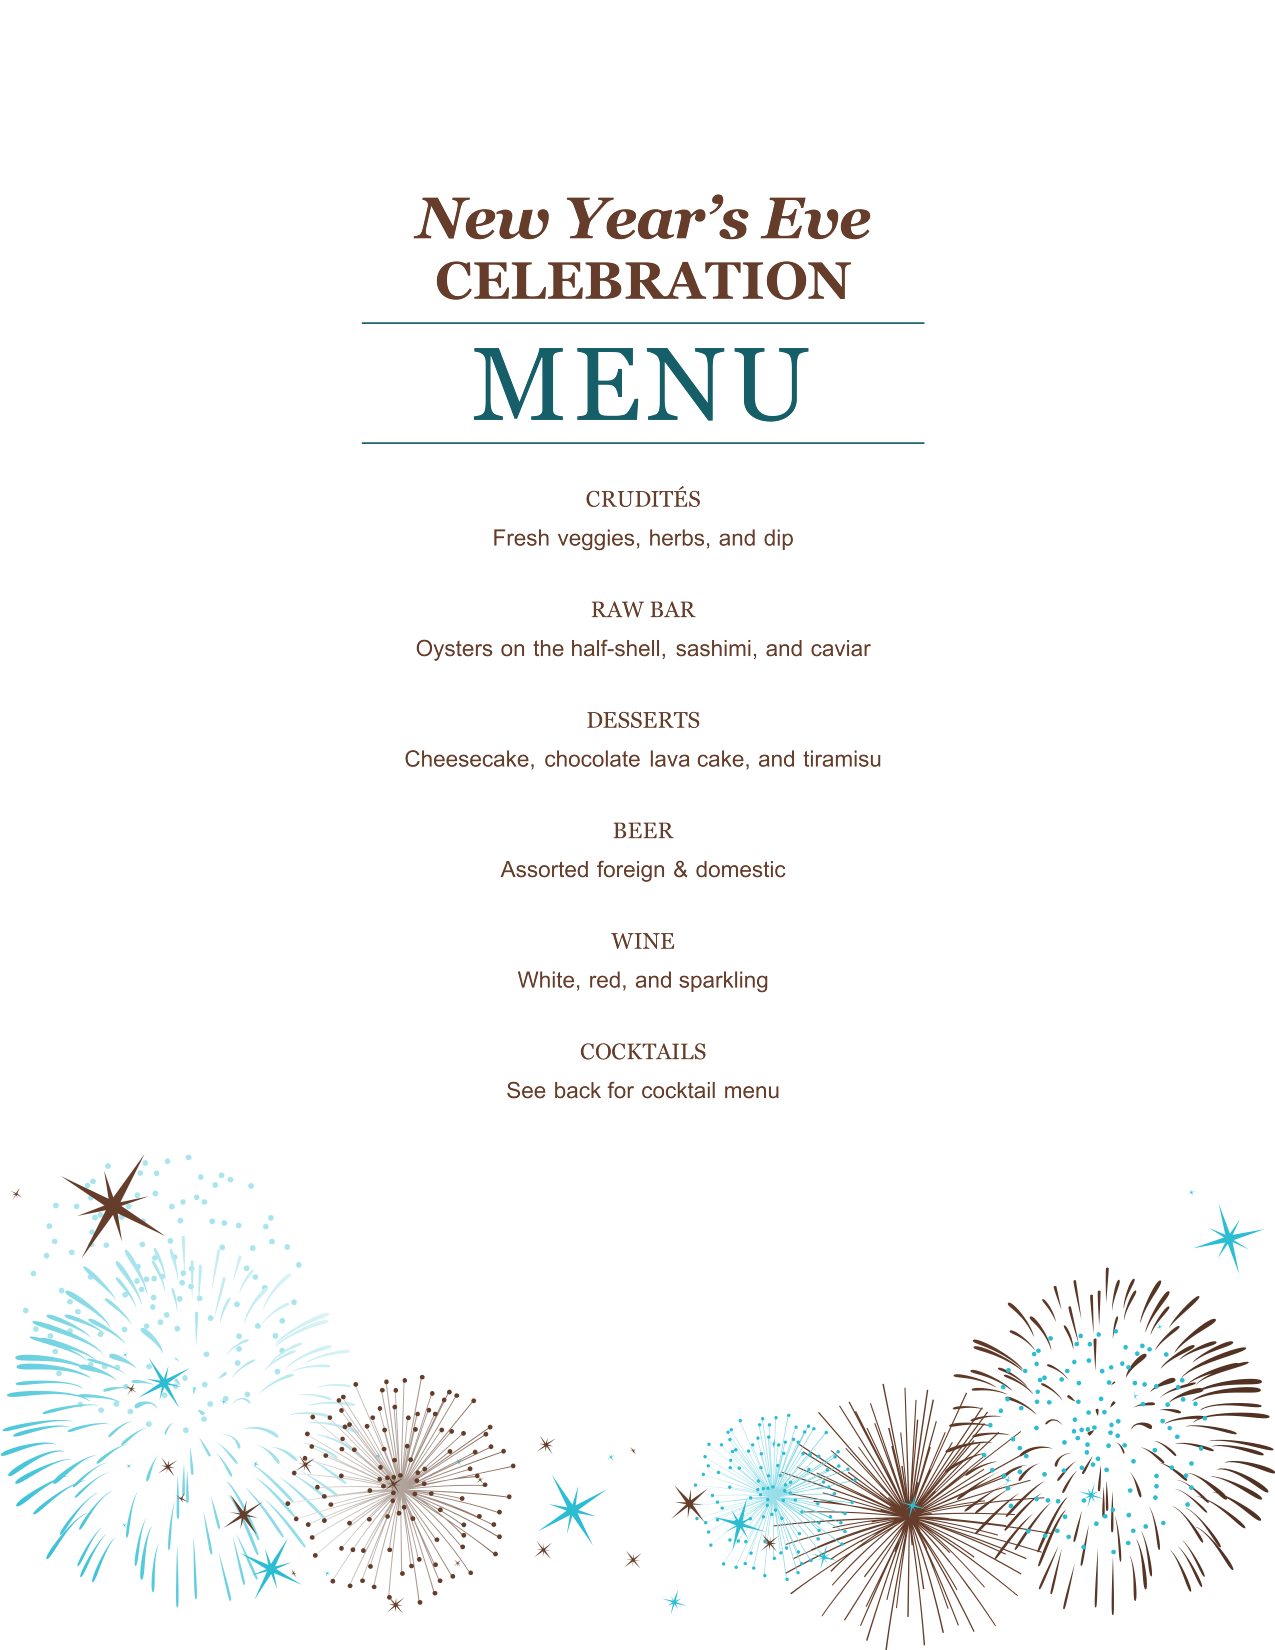 New Year’s Eve
CELEBRATION
MENU
CRUDITÉS
Fresh veggies, herbs, and dip
RAW BAR
Oysters on the half-shell, sashimi, and caviar
DESSERTS
Cheesecake, chocolate lava cake, and tiramisu
BEER
Assorted foreign & domestic
WINE
White, red, and sparkling
COCKTAILS
See back for cocktail menu